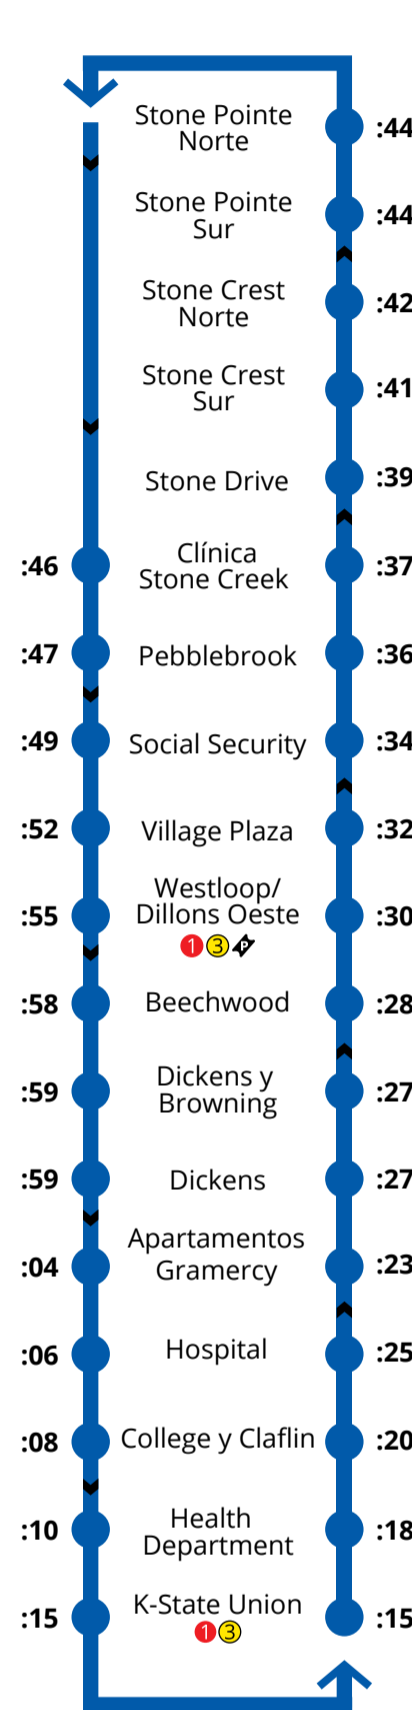 Stone Pointe
Norte
:44
Stone Pointe
Sur
:44
Stone Crest
Norte
:42
Stone Crest
Sur
:41
Stone Drive
:39
:46
Clínica
Stone Creek
:37
:47
Pebblebrook
:36
:49
Social Security
:34
:52
Village Plaza
:32
:55
Westloop/
Dillons Oeste
1 3 P
:30
:58
Beechwood
:28
:59
Dickens y
Browning
:27
:59
Dickens
:27
:04
Apartamentos
Gramercy
:23
:06
Hospital
:25
:08
College y Claflin
:20
:10
Health
Department
:18
:15
K-State Union
1 3
:15